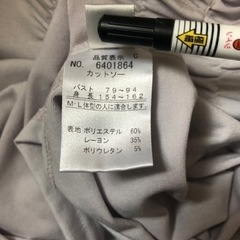 品質表示 C
NO. 6401864
カットソー
バスト 79~94
身長 154~162
M-L体型の人に適合します。
表地 ポリエステル 60%
レーヨン 35%
ポリウレタン 5%